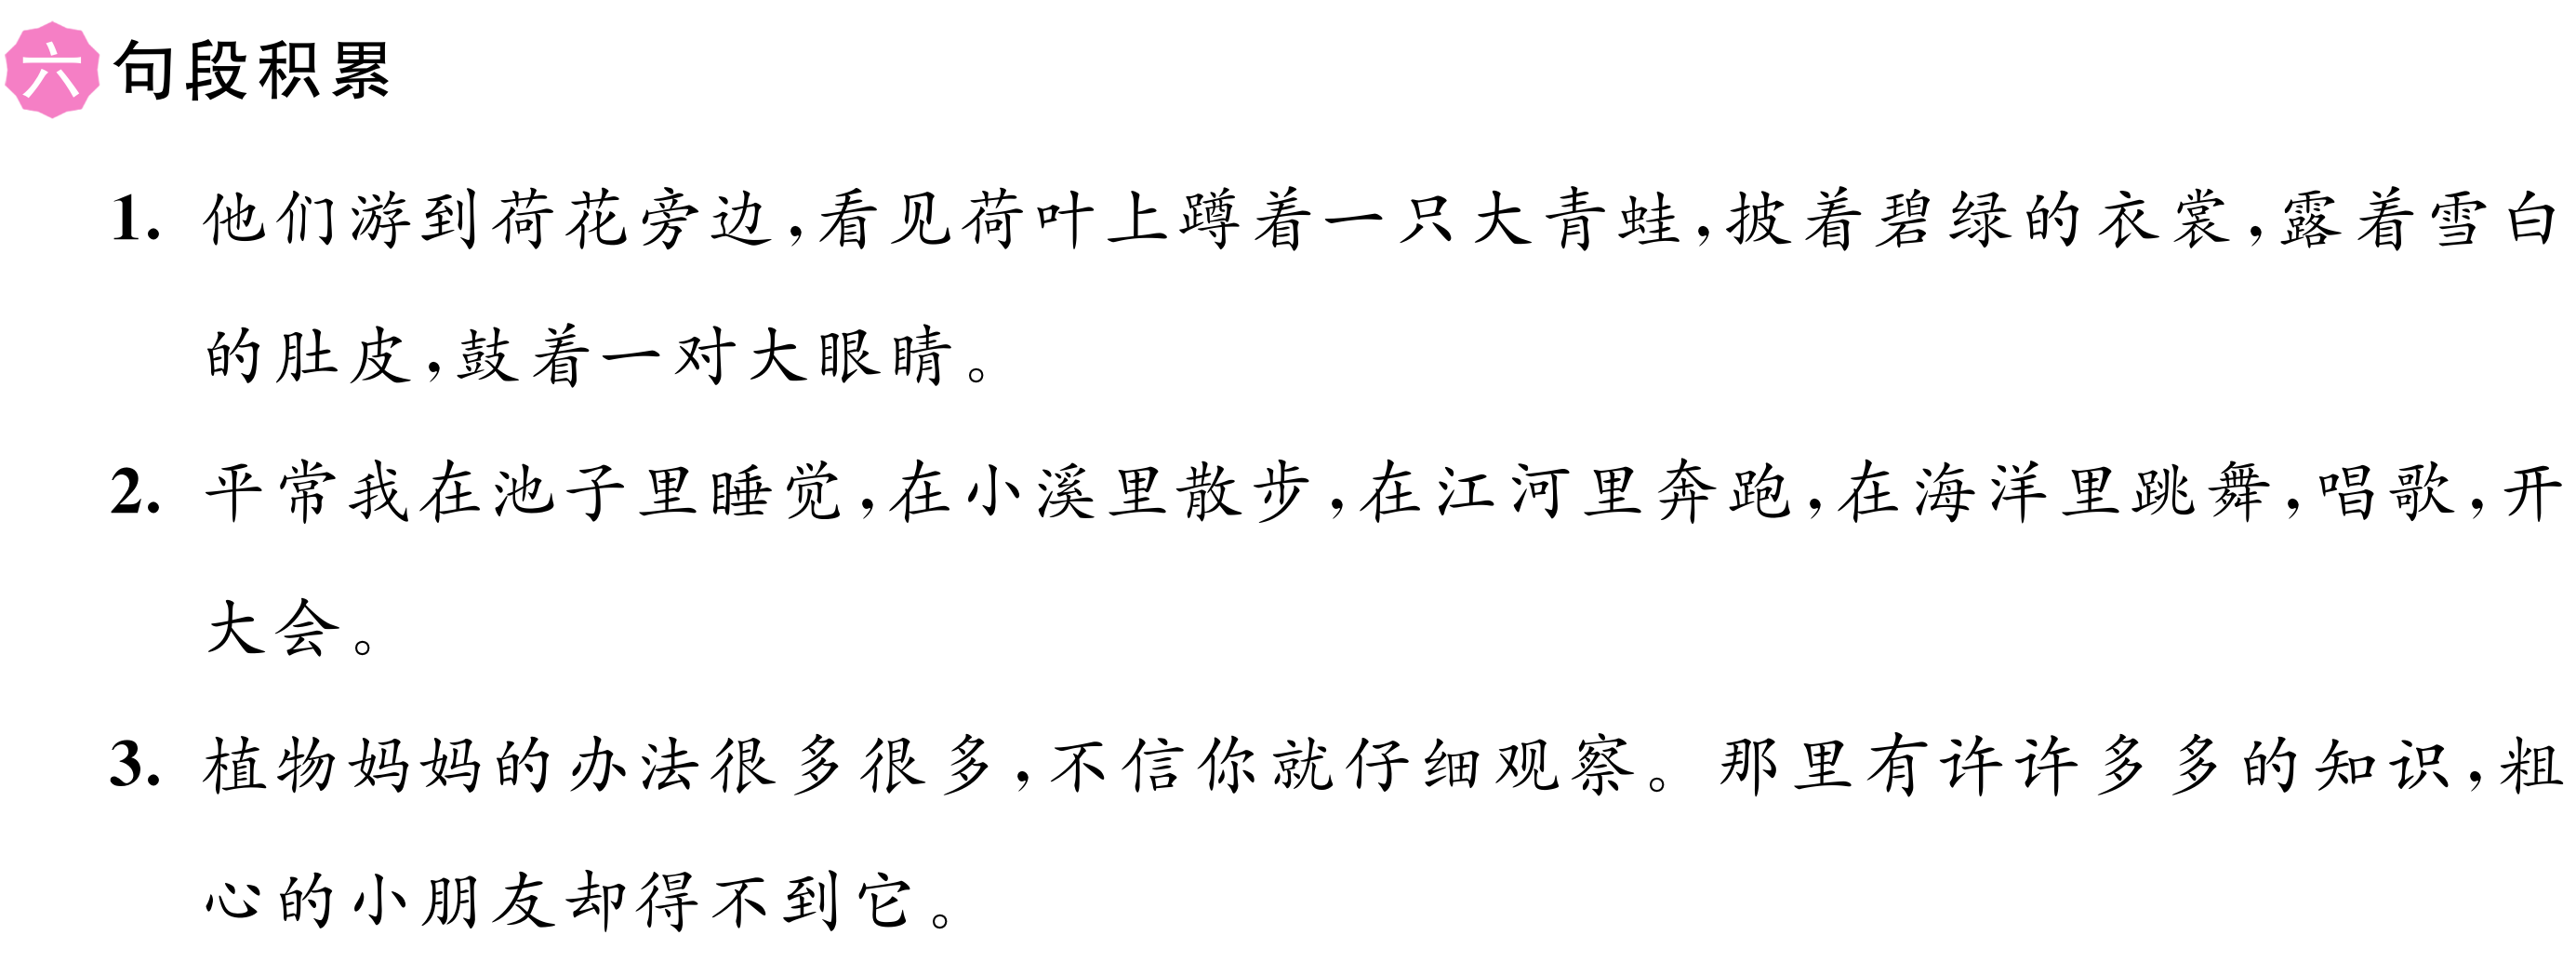 六 句段积累
1. 他们游到荷花旁边,看见荷叶上蹲着一只大青蛙,披着碧绿的衣裳,露着雪白
的肚皮,鼓着一对大眼睛。
2. 平常我在池子里睡觉,在小溪里散步,在江河里奔跑,在海洋里跳舞,唱歌,开
大会。
3. 植物妈妈的办法很多很多,不信你就仔细观察。那里有许许多多的知识,粗
心的小朋友却得不到它。